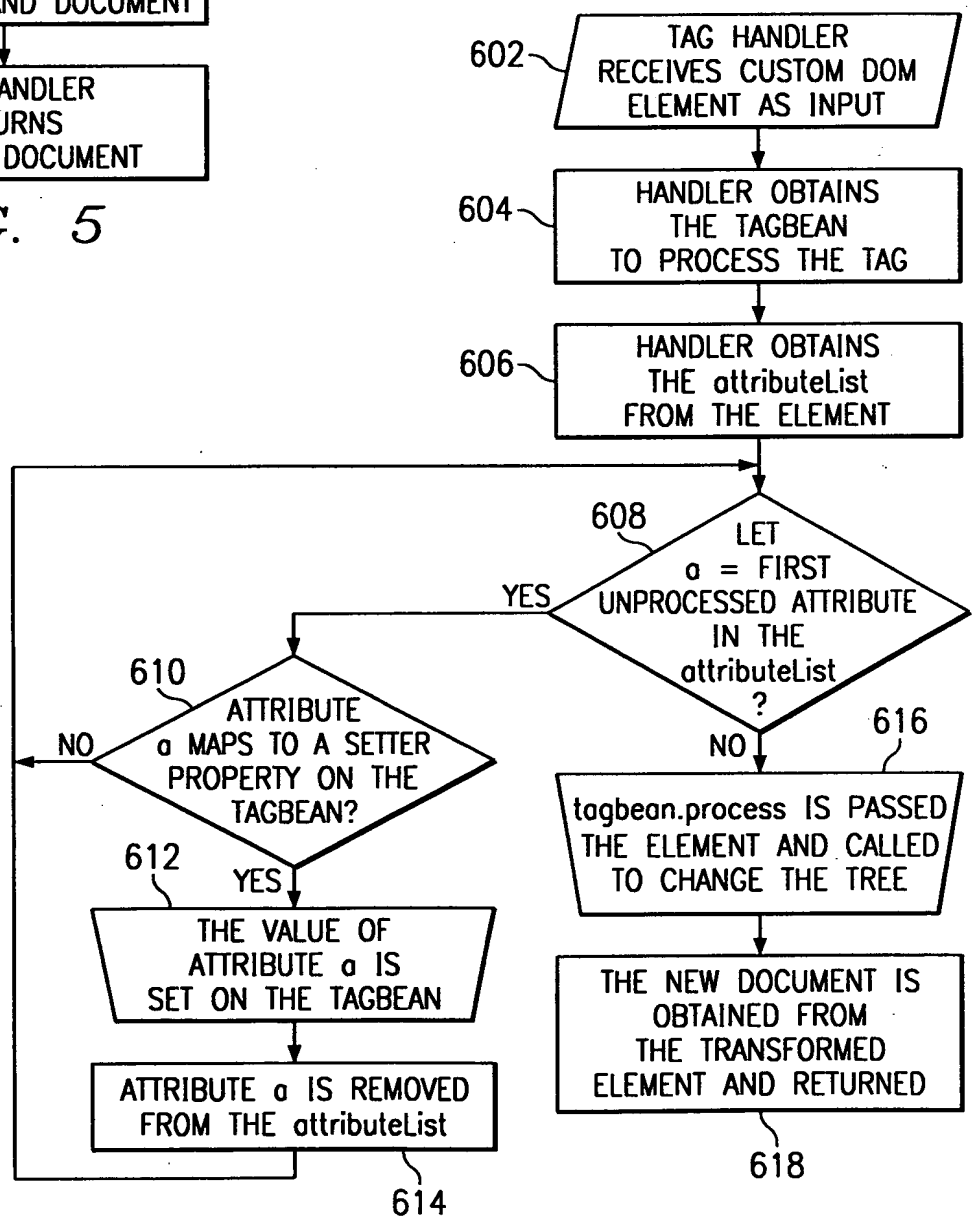 AND DOCUMENT
ANDLER
URNS
DOCUMENT
G. 5
602
TAG HANDLER
RECEIVES CUSTOM DOM
ELEMENT AS INPUT
604
HANDLER OBTAINS
THE TAGBEAN
TO PROCESS THE TAG
606
HANDLER OBTAINS
THE attributeList
FROM THE ELEMENT
608
LET
a = FIRST
UNPROCESSED ATTRIBUTE
IN THE
attributeList
?
YES
NO
610
ATTRIBUTE
a MAPS TO A SETTER
PROPERTY ON THE
TAGBEAN?
NO
YES
612
THE VALUE OF
ATTRIBUTE a IS
SET ON THE TAGBEAN
ATTRIBUTE a IS REMOVED
FROM THE attributeList
614
616
tagbean.process IS PASSED
THE ELEMENT AND CALLED
TO CHANGE THE TREE
THE NEW DOCUMENT IS
OBTAINED FROM
THE TRANSFORMED
ELEMENT AND RETURNED
618